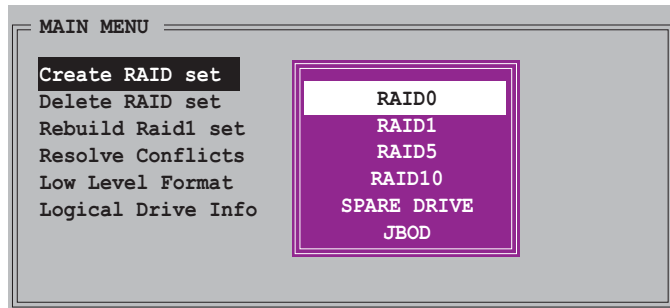 MAIN MENU
Create RAID set
Delete RAID set
Rebuild Raid1 set
Resolve Conflicts
Low Level Format
Logical Drive Info
RAID0
RAID1
RAID5
RAID10
SPARE DRIVE
JBOD